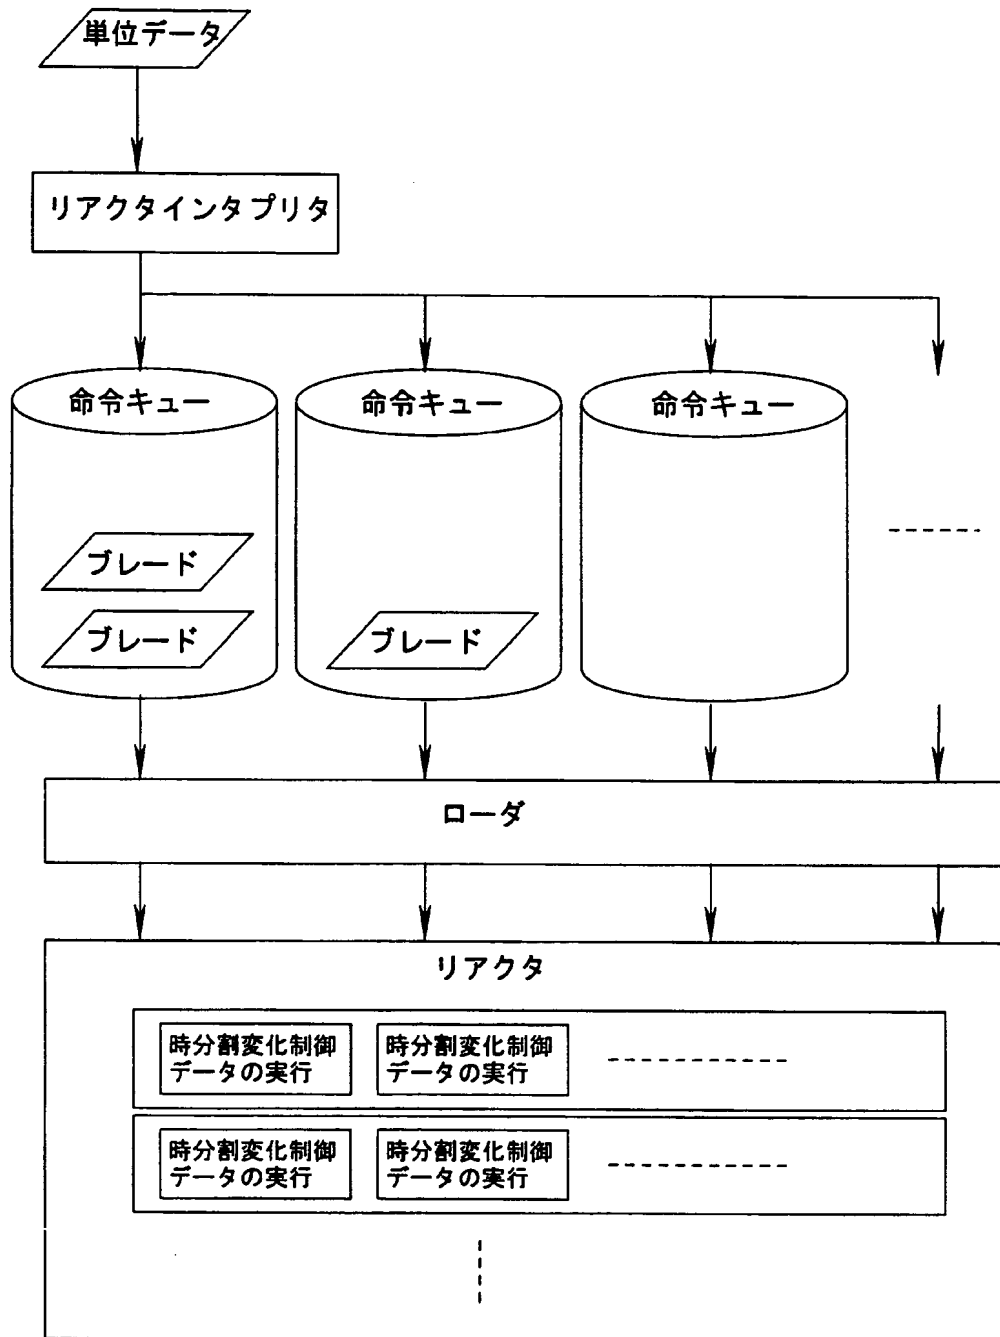 単位データ
リアクタインタプリタ
命令キュー
命令キュー
命令キュー
ブレード
ブレード
ブレード
ローダ
リアクタ
時分割変化制御
データの実行
時分割変化制御
データの実行
時分割変化制御
データの実行
時分割変化制御
データの実行